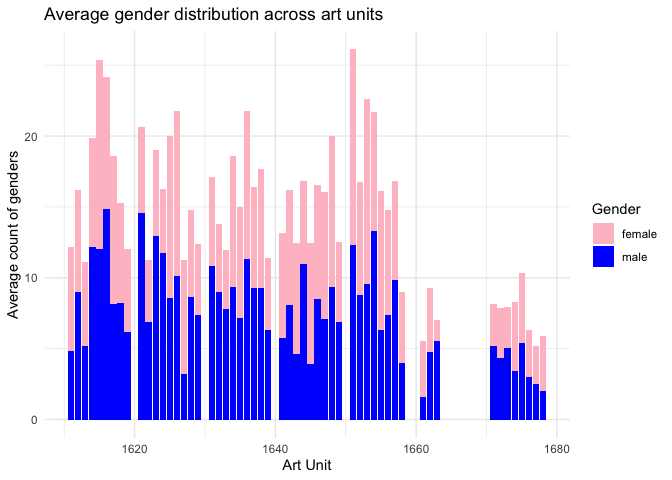 Average gender distribution across art units
Average count of genders
20
10
0
1620
1640
1660
1680
Art Unit
Gender
female
male